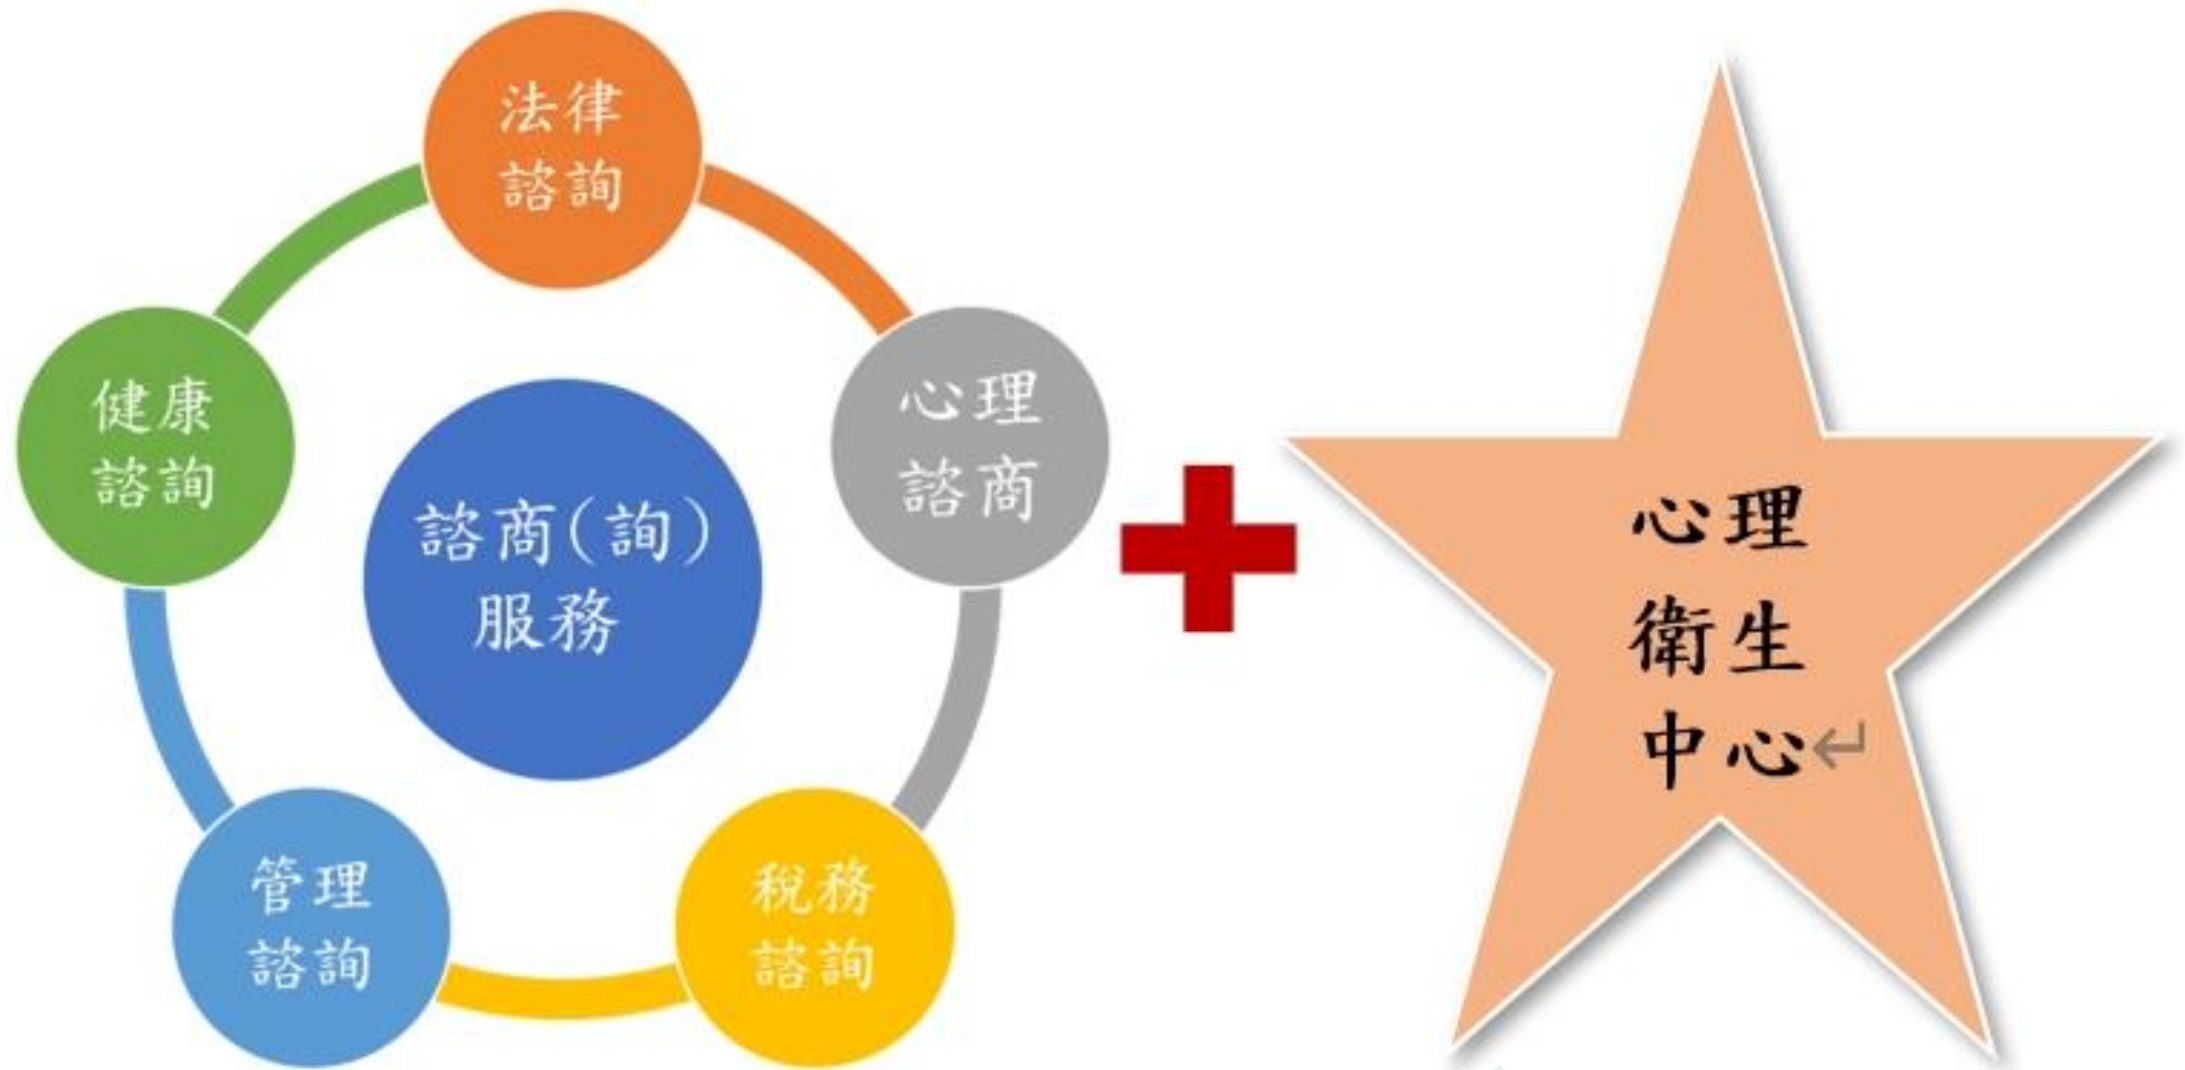 法律
諮詢
心理
諮商
稅務
諮詢
管理
諮詢
健康
諮詢
諮商(詢)
服務
心理
衛生
中心↵